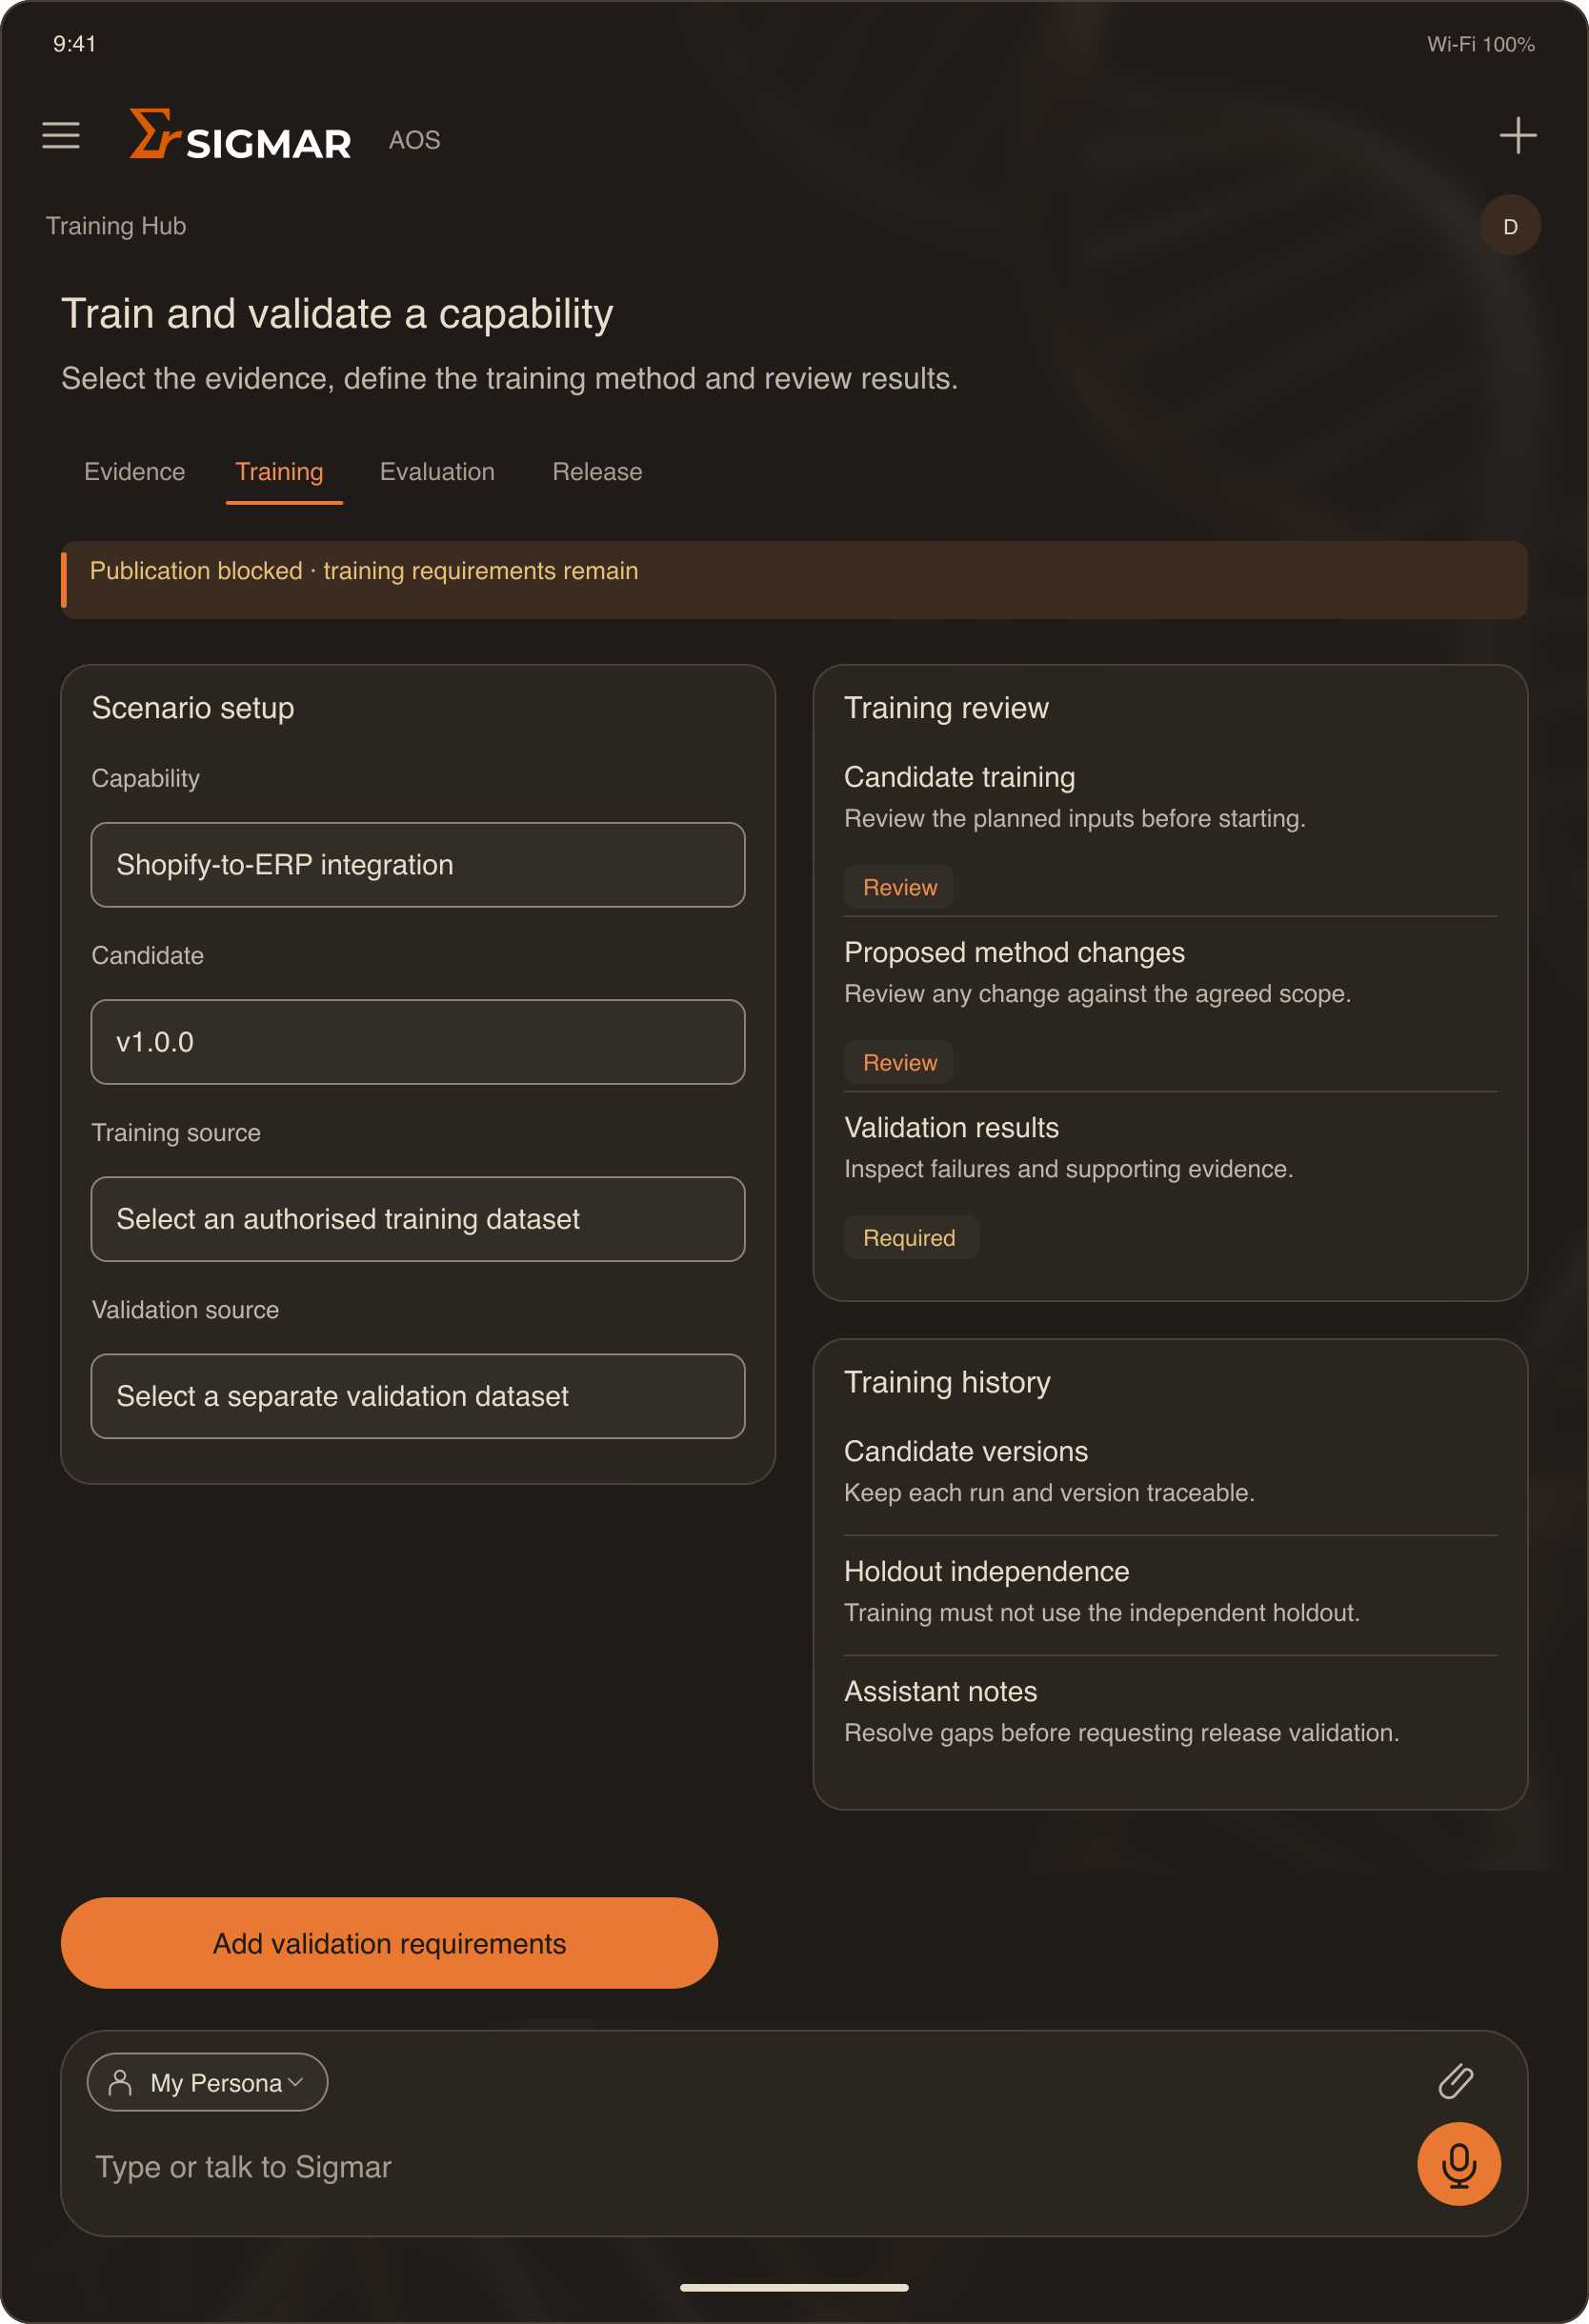 9:41
Wi-Fi 100%
Σr SIGMAR AOS
Training Hub
D
Train and validate a capability
Select the evidence, define the training method and review results.
Evidence Training Evaluation Release
Publication blocked · training requirements remain
Scenario setup
Capability
Shopify-to-ERP integration
Candidate
v1.0.0
Training source
Select an authorised training dataset
Validation source
Select a separate validation dataset
Training review
Candidate training
Review the planned inputs before starting.
Review
Proposed method changes
Review any change against the agreed scope.
Review
Validation results
Inspect failures and supporting evidence.
Required
Training history
Candidate versions
Keep each run and version traceable.
Holdout independence
Training must not use the independent holdout.
Assistant notes
Resolve gaps before requesting release validation.
Add validation requirements
My Persona
Type or talk to Sigmar